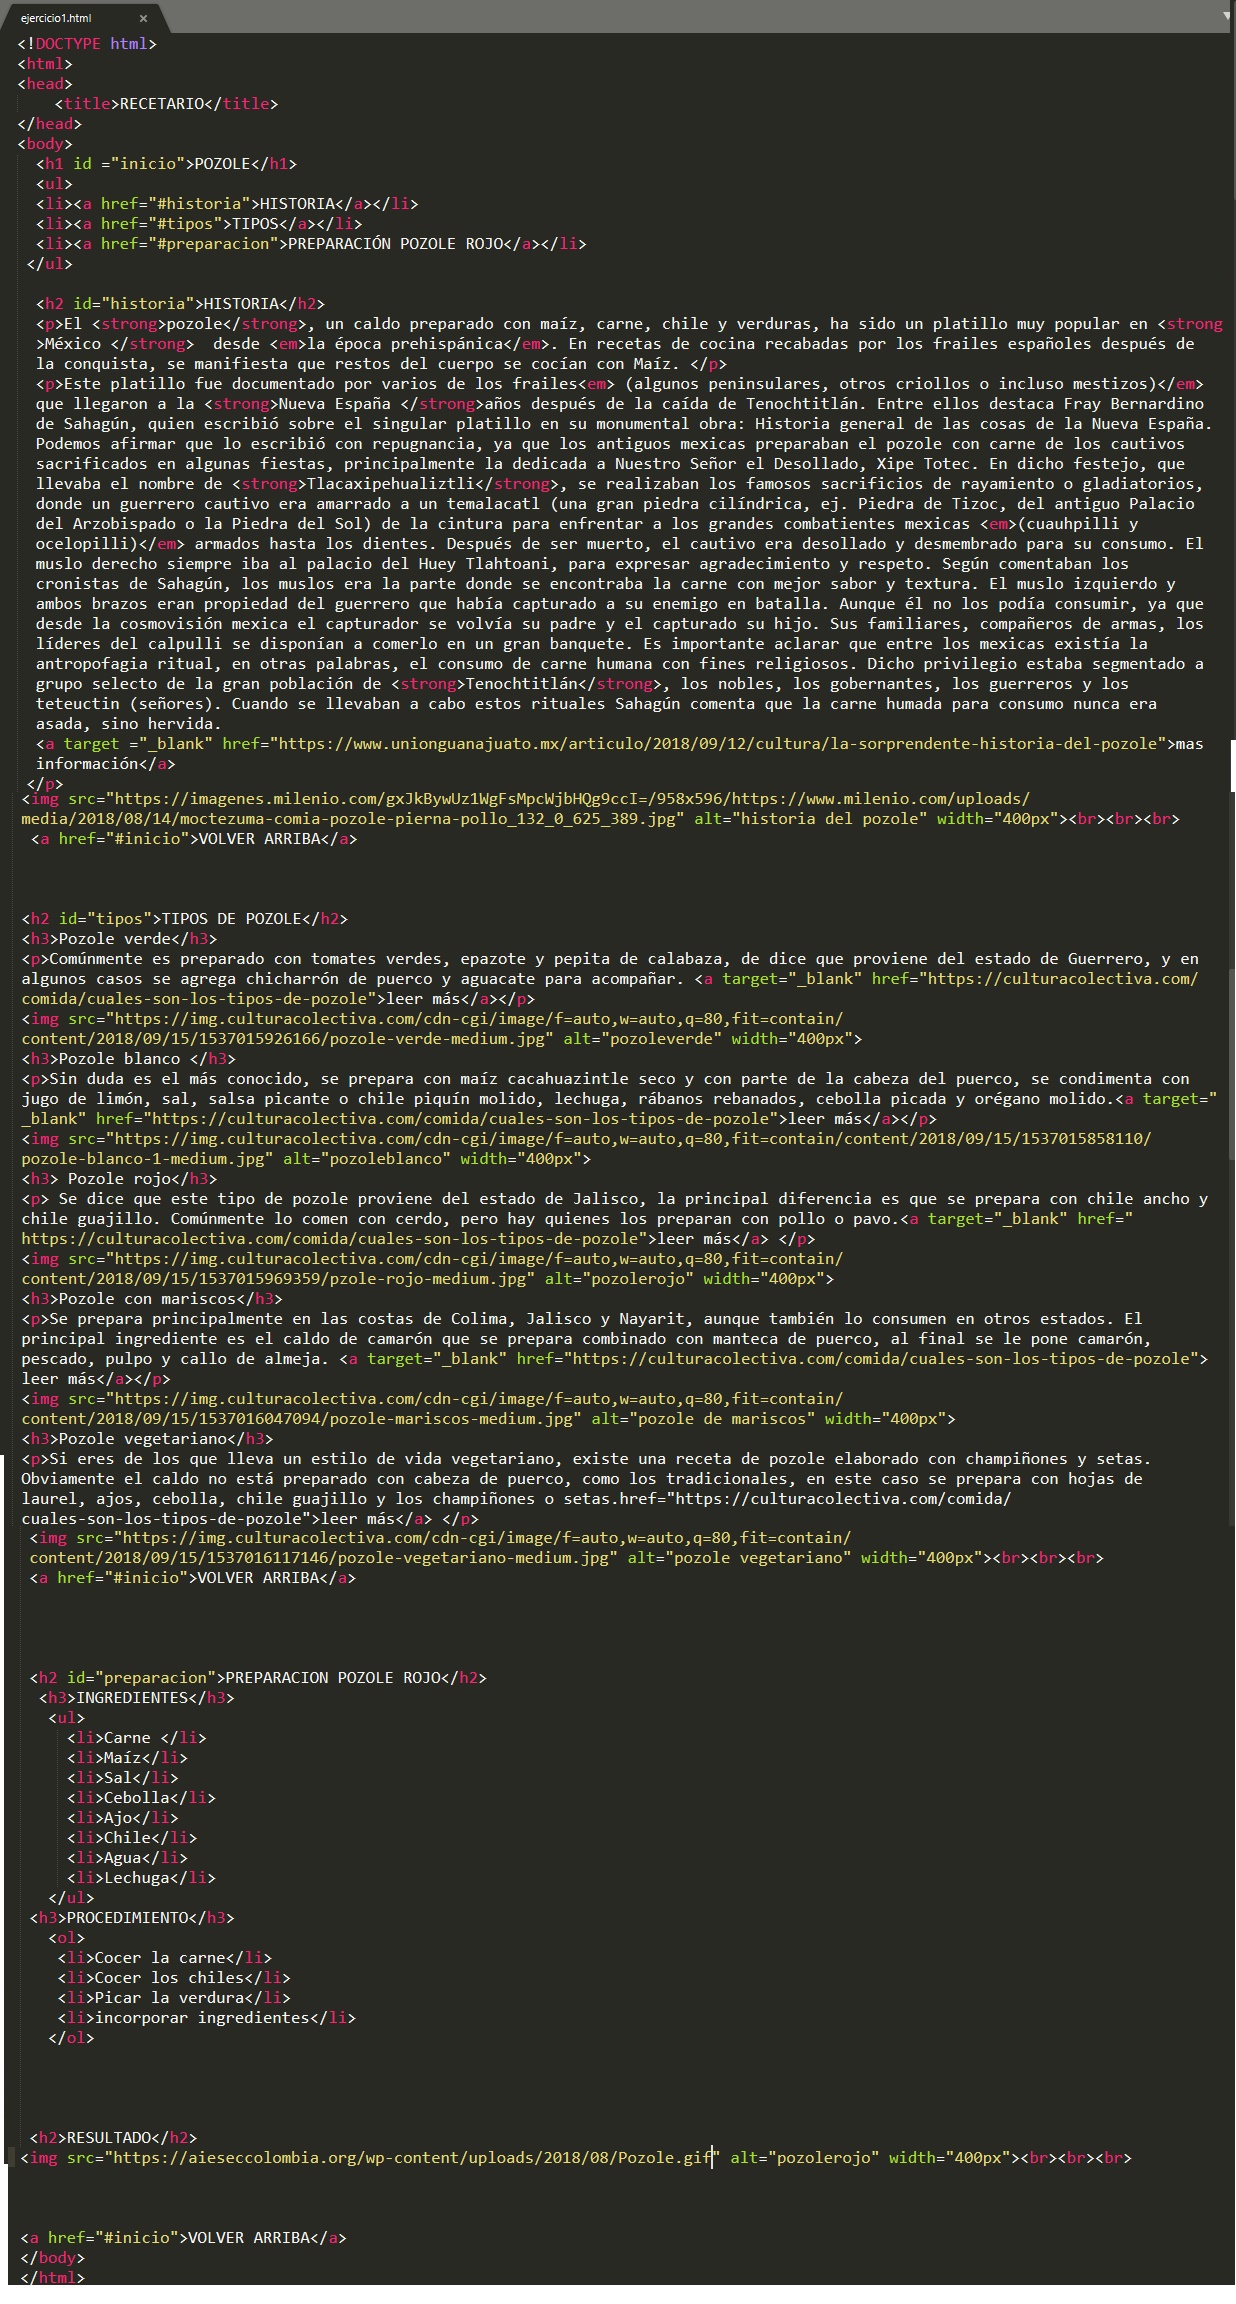 ejercicio1.html ×
<!DOCTYPE html>
<html>
<head>
<title>RECETARIO</title>
</head>
<body>
<h1 id ="inicio">POZOLE</h1>
<ul>
<li><a href="#historia">HISTORIA</a></li>
<li><a href="#tipos">TIPOS</a></li>
<li><a href="#preparacion">PREPARACIÓN POZOLE ROJO</a></li>
</ul>
<h2 id="historia">HISTORIA</h2>
<p>El <strong>pozole</strong>, un caldo preparado con maíz, carne, chile y verduras, ha sido un platillo muy popular en <strong
>México </strong>  desde <em>la época prehispánica</em>. En recetas de cocina recabadas por los frailes españoles después de
la conquista, se manifiesta que restos del cuerpo se cocían con Maíz. </p>
<p>Este platillo fue documentado por varios de los frailes<em> (algunos peninsulares, otros criollos o incluso mestizos)</em>
que llegaron a la <strong>Nueva España </strong>años después de la caída de Tenochtitlán. Entre ellos destaca Fray Bernardino
de Sahagún, quien escribió sobre el singular platillo en su monumental obra: Historia general de las cosas de la Nueva España.
Podemos afirmar que lo escribió con repugnancia, ya que los antiguos mexicas preparaban el pozole con carne de los cautivos
sacrificados en algunas fiestas, principalmente la dedicada a Nuestro Señor el Desollado, Xipe Totec. En dicho festejo, que
llevaba el nombre de <strong>Tlacaxipehualiztli</strong>, se realizaban los famosos sacrificios de rayamiento o gladiatorios,
donde un guerrero cautivo era amarrado a un temalacatl (una gran piedra cilíndrica, ej. Piedra de Tizoc, del antiguo Palacio
del Arzobispado o la Piedra del Sol) de la cintura para enfrentar a los grandes combatientes mexicas <em>(cuauhpilli y
ocelopilli)</em> armados hasta los dientes. Después de ser muerto, el cautivo era desollado y desmembrado para su consumo. El
muslo derecho siempre iba al palacio del Huey Tlahtoani, para expresar agradecimiento y respeto. Según comentaban los
cronistas de Sahagún, los muslos era la parte donde se encontraba la carne con mejor sabor y textura. El muslo izquierdo y
ambos brazos eran propiedad del guerrero que había capturado a su enemigo en batalla. Aunque él no los podía consumir, ya que
desde la cosmovisión mexica el capturador se volvía su padre y el capturado su hijo. Sus familiares, compañeros de armas, los
líderes del calpulli se disponían a comerlo en un gran banquete. Es importante aclarar que entre los mexicas existía la
antropofagia ritual, en otras palabras, el consumo de carne humana con fines religiosos. Dicho privilegio estaba segmentado a
grupo selecto de la gran población de <strong>Tenochtitlán</strong>, los nobles, los gobernantes, los guerreros y los
teteuctin (señores). Cuando se llevaban a cabo estos rituales Sahagún comenta que la carne humada para consumo nunca era
asada, sino hervida.
<a target ="_blank" href="https://www.unionguanajuato.mx/articulo/2018/09/12/cultura/la-sorprendente-historia-del-pozole">mas
información</a>
</p>
<img src="https://imagenes.milenio.com/gxJkBywUz1WgFsMpcWjbHQg9ccI=/958x596/https://www.milenio.com/uploads/
media/2018/08/14/moctezuma-comia-pozole-pierna-pollo_132_0_625_389.jpg" alt="historia del pozole" width="400px"><br><br><br>
<a href="#inicio">VOLVER ARRIBA</a>
<h2 id="tipos">TIPOS DE POZOLE</h2>
<h3>Pozole verde</h3>
<p>Comúnmente es preparado con tomates verdes, epazote y pepita de calabaza, de dice que proviene del estado de Guerrero, y en
algunos casos se agrega chicharrón de puerco y aguacate para acompañar. <a target="_blank" href="https://culturacolectiva.com/
comida/cuales-son-los-tipos-de-pozole">leer más</a></p>
<img src="https://img.culturacolectiva.com/cdn-cgi/image/f=auto,w=auto,q=80,fit=contain/
content/2018/09/15/1537015926166/pozole-verde-medium.jpg" alt="pozoleverde" width="400px">
<h3>Pozole blanco </h3>
<p>Sin duda es el más conocido, se prepara con maíz cacahuazintle seco y con parte de la cabeza del puerco, se condimenta con
jugo de limón, sal, salsa picante o chile piquín molido, lechuga, rábanos rebanados, cebolla picada y orégano molido.<a target="
_blank" href="https://culturacolectiva.com/comida/cuales-son-los-tipos-de-pozole">leer más</a></p>
<img src="https://img.culturacolectiva.com/cdn-cgi/image/f=auto,w=auto,q=80,fit=contain/content/2018/09/15/1537015858110/
pozole-blanco-1-medium.jpg" alt="pozoleblanco" width="400px">
<h3> Pozole rojo</h3>
<p> Se dice que este tipo de pozole proviene del estado de Jalisco, la principal diferencia es que se prepara con chile ancho y
chile guajillo. Comúnmente lo comen con cerdo, pero hay quienes los preparan con pollo o pavo.<a target="_blank" href="
https://culturacolectiva.com/comida/cuales-son-los-tipos-de-pozole">leer más</a> </p>
<img src="https://img.culturacolectiva.com/cdn-cgi/image/f=auto,w=auto,q=80,fit=contain/
content/2018/09/15/1537015969359/pzole-rojo-medium.jpg" alt="pozolerojo" width="400px">
<h3>Pozole con mariscos</h3>
<p>Se prepara principalmente en las costas de Colima, Jalisco y Nayarit, aunque también lo consumen en otros estados. El
principal ingrediente es el caldo de camarón que se prepara combinado con manteca de puerco, al final se le pone camarón,
pescado, pulpo y callo de almeja. <a target="_blank" href="https://culturacolectiva.com/comida/cuales-son-los-tipos-de-pozole">
leer más</a></p>
<img src="https://img.culturacolectiva.com/cdn-cgi/image/f=auto,w=auto,q=80,fit=contain/
content/2018/09/15/1537016047094/pozole-mariscos-medium.jpg" alt="pozole de mariscos" width="400px">
<h3>Pozole vegetariano</h3>
<p>Si eres de los que lleva un estilo de vida vegetariano, existe una receta de pozole elaborado con champiñones y setas.
Obviamente el caldo no está preparado con cabeza de puerco, como los tradicionales, en este caso se prepara con hojas de
laurel, ajos, cebolla, chile guajillo y los champiñones o setas.href="https://culturacolectiva.com/comida/
cuales-son-los-tipos-de-pozole">leer más</a> </p>
<img src="https://img.culturacolectiva.com/cdn-cgi/image/f=auto,w=auto,q=80,fit=contain/
content/2018/09/15/1537016117146/pozole-vegetariano-medium.jpg" alt="pozole vegetariano" width="400px"><br><br><br>
<a href="#inicio">VOLVER ARRIBA</a>
<h2 id="preparacion">PREPARACION POZOLE ROJO</h2>
<h3>INGREDIENTES</h3>
<ul>
<li>Carne </li>
<li>Maíz</li>
<li>Sal</li>
<li>Cebolla</li>
<li>Ajo</li>
<li>Chile</li>
<li>Agua</li>
<li>Lechuga</li>
</ul>
<h3>PROCEDIMIENTO</h3>
<ol>
<li>Cocer la carne</li>
<li>Cocer los chiles</li>
<li>Picar la verdura</li>
<li>incorporar ingredientes</li>
</ol>
<h2>RESULTADO</h2>
<img src="https://aieseccolombia.org/wp-content/uploads/2018/08/Pozole.gif" alt="pozolerojo" width="400px"><br><br><br>
<a href="#inicio">VOLVER ARRIBA</a>
</body>
</html>